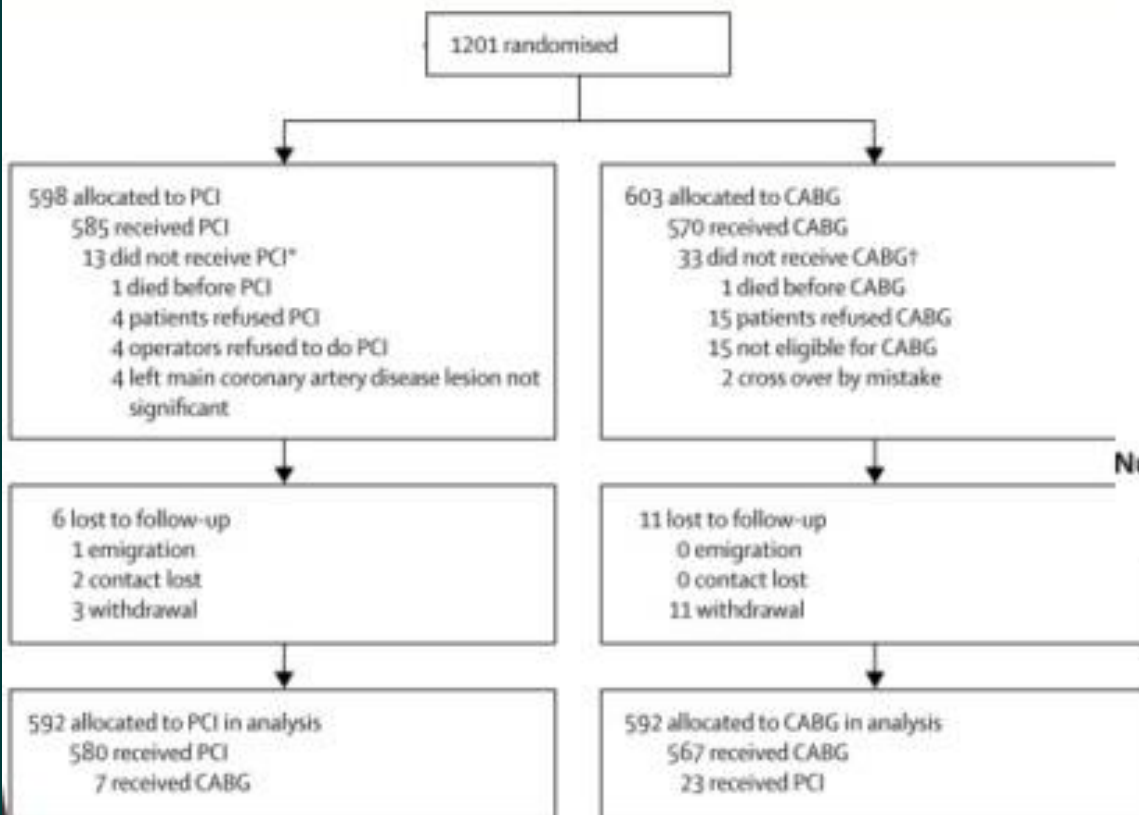 1201 randomised
598 allocated to PCI
585 received PCI
13 did not receive PCI*
1 died before PCI
4 patients refused PCI
4 operators refused to do PCI
4 left main coronary artery disease lesion not
significant
603 allocated to CABG
570 received CABG
33 did not receive CABG†
1 died before CABG
15 patients refused CABG
15 not eligible for CABG
2 cross over by mistake
6 lost to follow-up
1 emigration
2 contact lost
3 withdrawal
11 lost to follow-up
0 emigration
0 contact lost
11 withdrawal
592 allocated to PCI in analysis
580 received PCI
7 received CABG
592 allocated to CABG in analysis
567 received CABG
23 received PCI